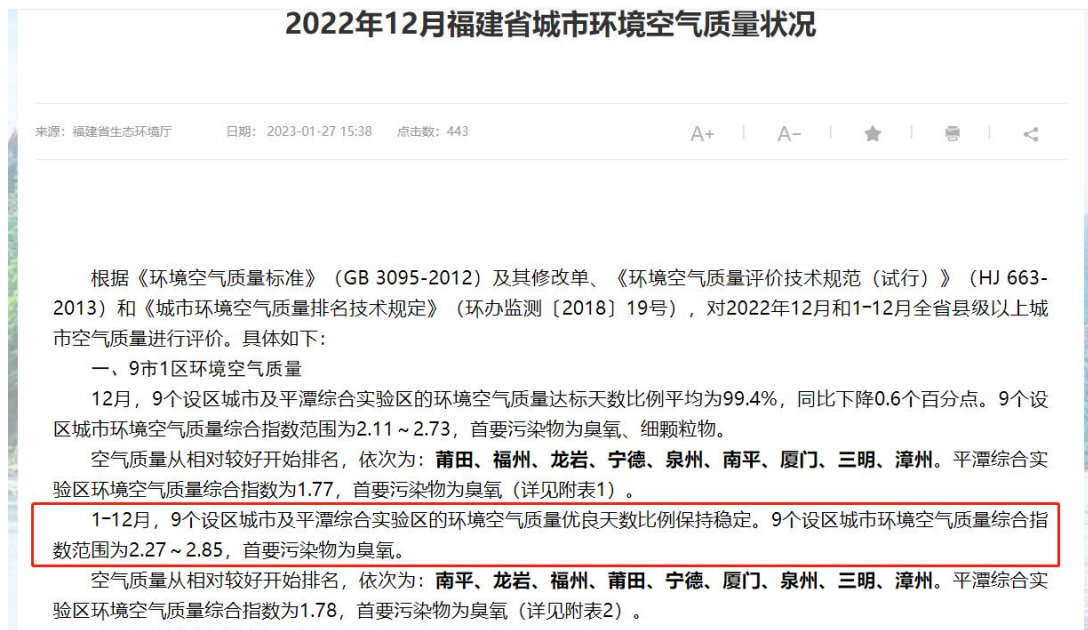 2022年12月福建省城市环境空气质量状况
来源：福建省生态环境厅 日期： 2023-01-27 15:38 点击数： 443 A+ A-
根据《环境空气质量标准》（GB 3095-2012）及其修改单、《环境空气质量评价技术规范（试行）》（HJ 663-
2013）和《城市环境空气质量排名技术规定》（环办监测〔2018〕19号），对2022年12月和1-12月全省县级以上城
市空气质量进行评价。具体如下：
一、9市1区环境空气质量
12月，9个设区城市及平潭综合实验区的环境空气质量达标天数比例平均为99.4%，同比下降0.6个百分点。9个设
区城市环境空气质量综合指数范围为2.11～2.73，首要污染物为臭氧、细颗粒物。
空气质量从相对较好开始排名，依次为：莆田、福州、龙岩、宁德、泉州、南平、厦门、三明、漳州。平潭综合实
验区环境空气质量综合指数为1.77，首要污染物为臭氧（详见附表1）。
1-12月，9个设区城市及平潭综合实验区的环境空气质量优良天数比例保持稳定。9个设区城市环境空气质量综合指
数范围为2.27～2.85，首要污染物为臭氧。
空气质量从相对较好开始排名，依次为：南平、龙岩、福州、莆田、宁德、厦门、泉州、三明、漳州。平潭综合实
验区环境空气质量综合指数为1.78，首要污染物为臭氧（详见附表2）。